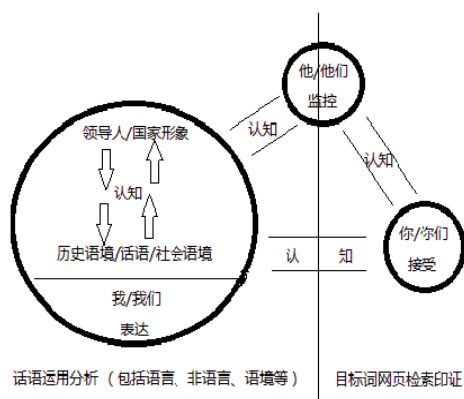 他/他们
监控
领导人/国家形象
认知
认知
认知
历史语境/话语/社会语境
你/你们
接受
认 知
我/我们
表达
话语运用分析（包括语言、非语言、语境等）
目标词网页检索印证